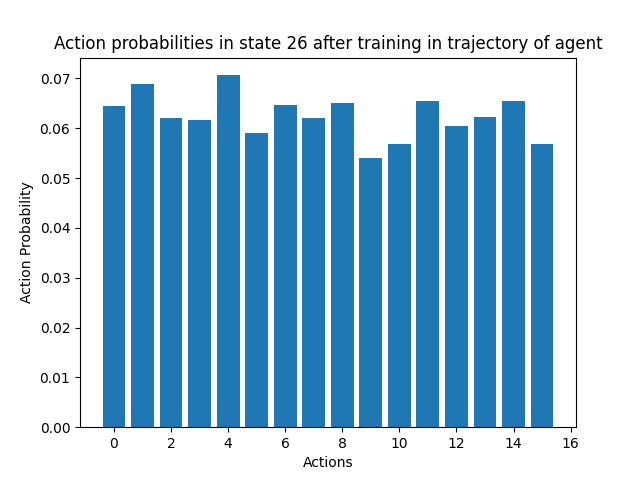 Action probabilities in state 26 after training in trajectory of agent
0.07
0.06
0.05
0.04
0.03
0.02
0.01
0.00
Action Probability
0 2 4 6 8 10 12 14 16
Actions